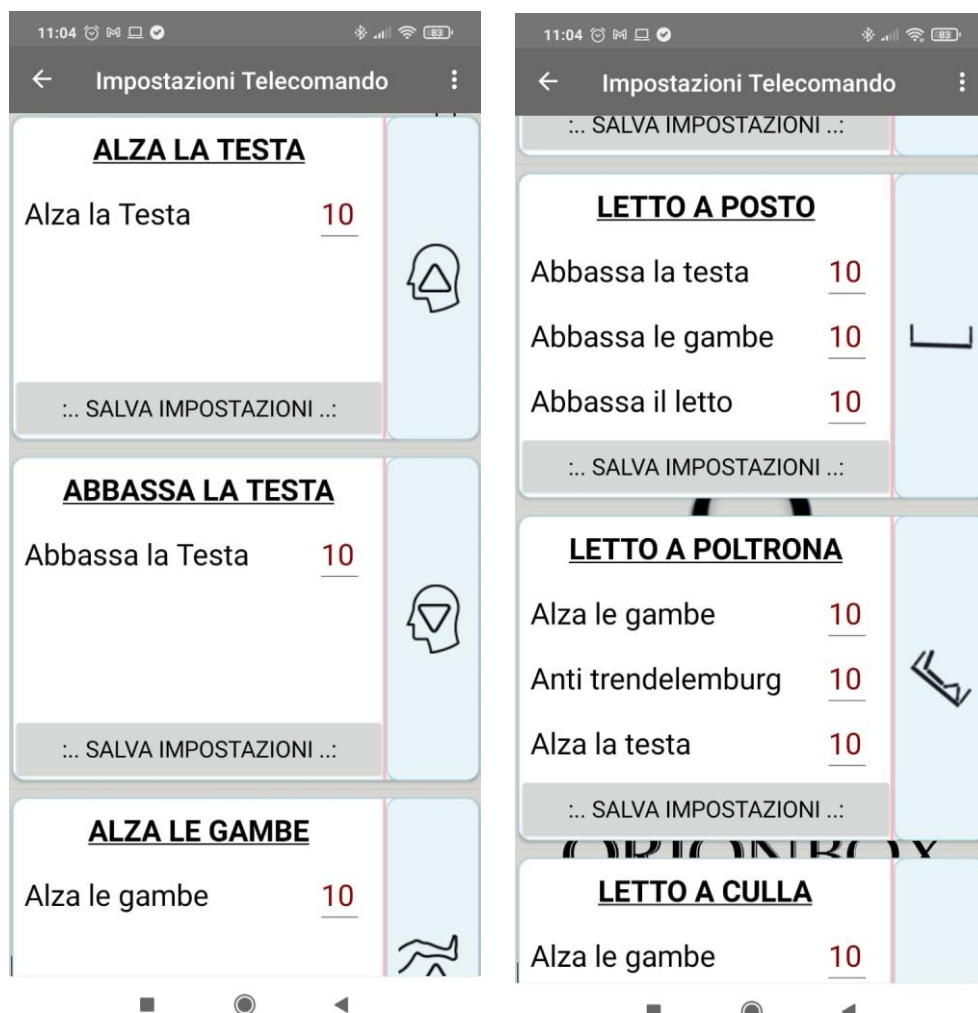 11:04
83
Impostazioni Telecomando
ALZA LA TESTA
Alza la Testa 10
:.. SALVA IMPOSTAZIONI ..:
ABBASSA LA TESTA
Abbassa la Testa 10
:.. SALVA IMPOSTAZIONI ..:
ALZA LE GAMBE
Alza le gambe 10
11:04
83
Impostazioni Telecomando
:.. SALVA IMPOSTAZIONI ..:
LETTO A POSTO
Abbassa la testa 10
Abbassa le gambe 10
Abbassa il letto 10
:.. SALVA IMPOSTAZIONI ..:
LETTO A POLTRONA
Alza le gambe 10
Anti trendelemburg 10
Alza la testa 10
:.. SALVA IMPOSTAZIONI ..:
ORIONBOX
LETTO A CULLA
Alza le gambe 10